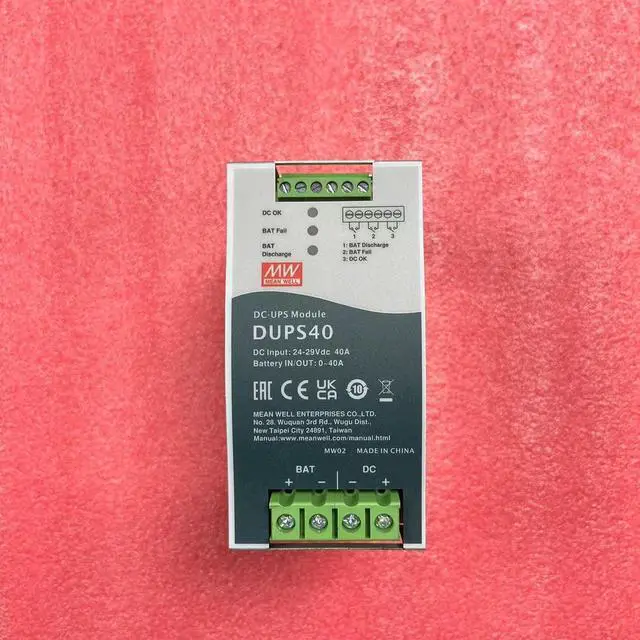 DC OK
BAT Fail
BAT
Discharge
1 2 3
1: BAT Discharge
2: BAT Fail
3: DC OK
MW
MEAN WELL
DC-UPS Module
DUPS40
DC Input: 24-29Vdc 40A
Battery IN/OUT: 0-40A
EAC CE UK CA 10
MEAN WELL ENTERPRISES CO.,LTD.
No. 28, Wuquan 3rd Rd., Wugu Dist.,
New Taipei City 24891, Taiwan
Manual:www.meanwell.com/manual.html
MW02 MADE IN CHINA
BAT DC
+ − − +